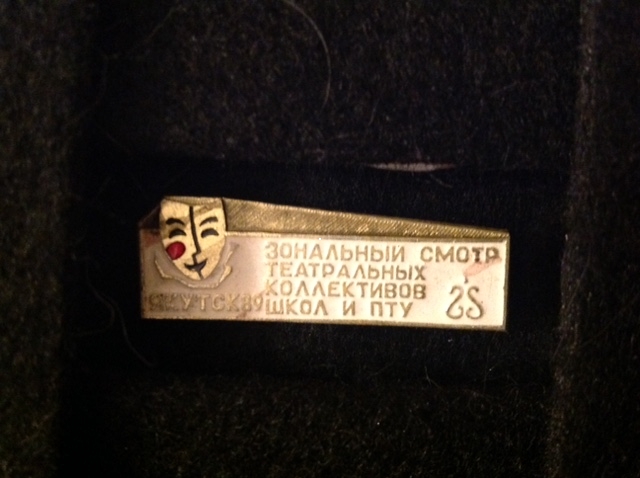 ЗОНАЛЬНЫЙ СМОТР
ТЕАТРАЛЬНЫХ
КОЛЛЕКТИВОВ
ШКОЛ И ПТУ